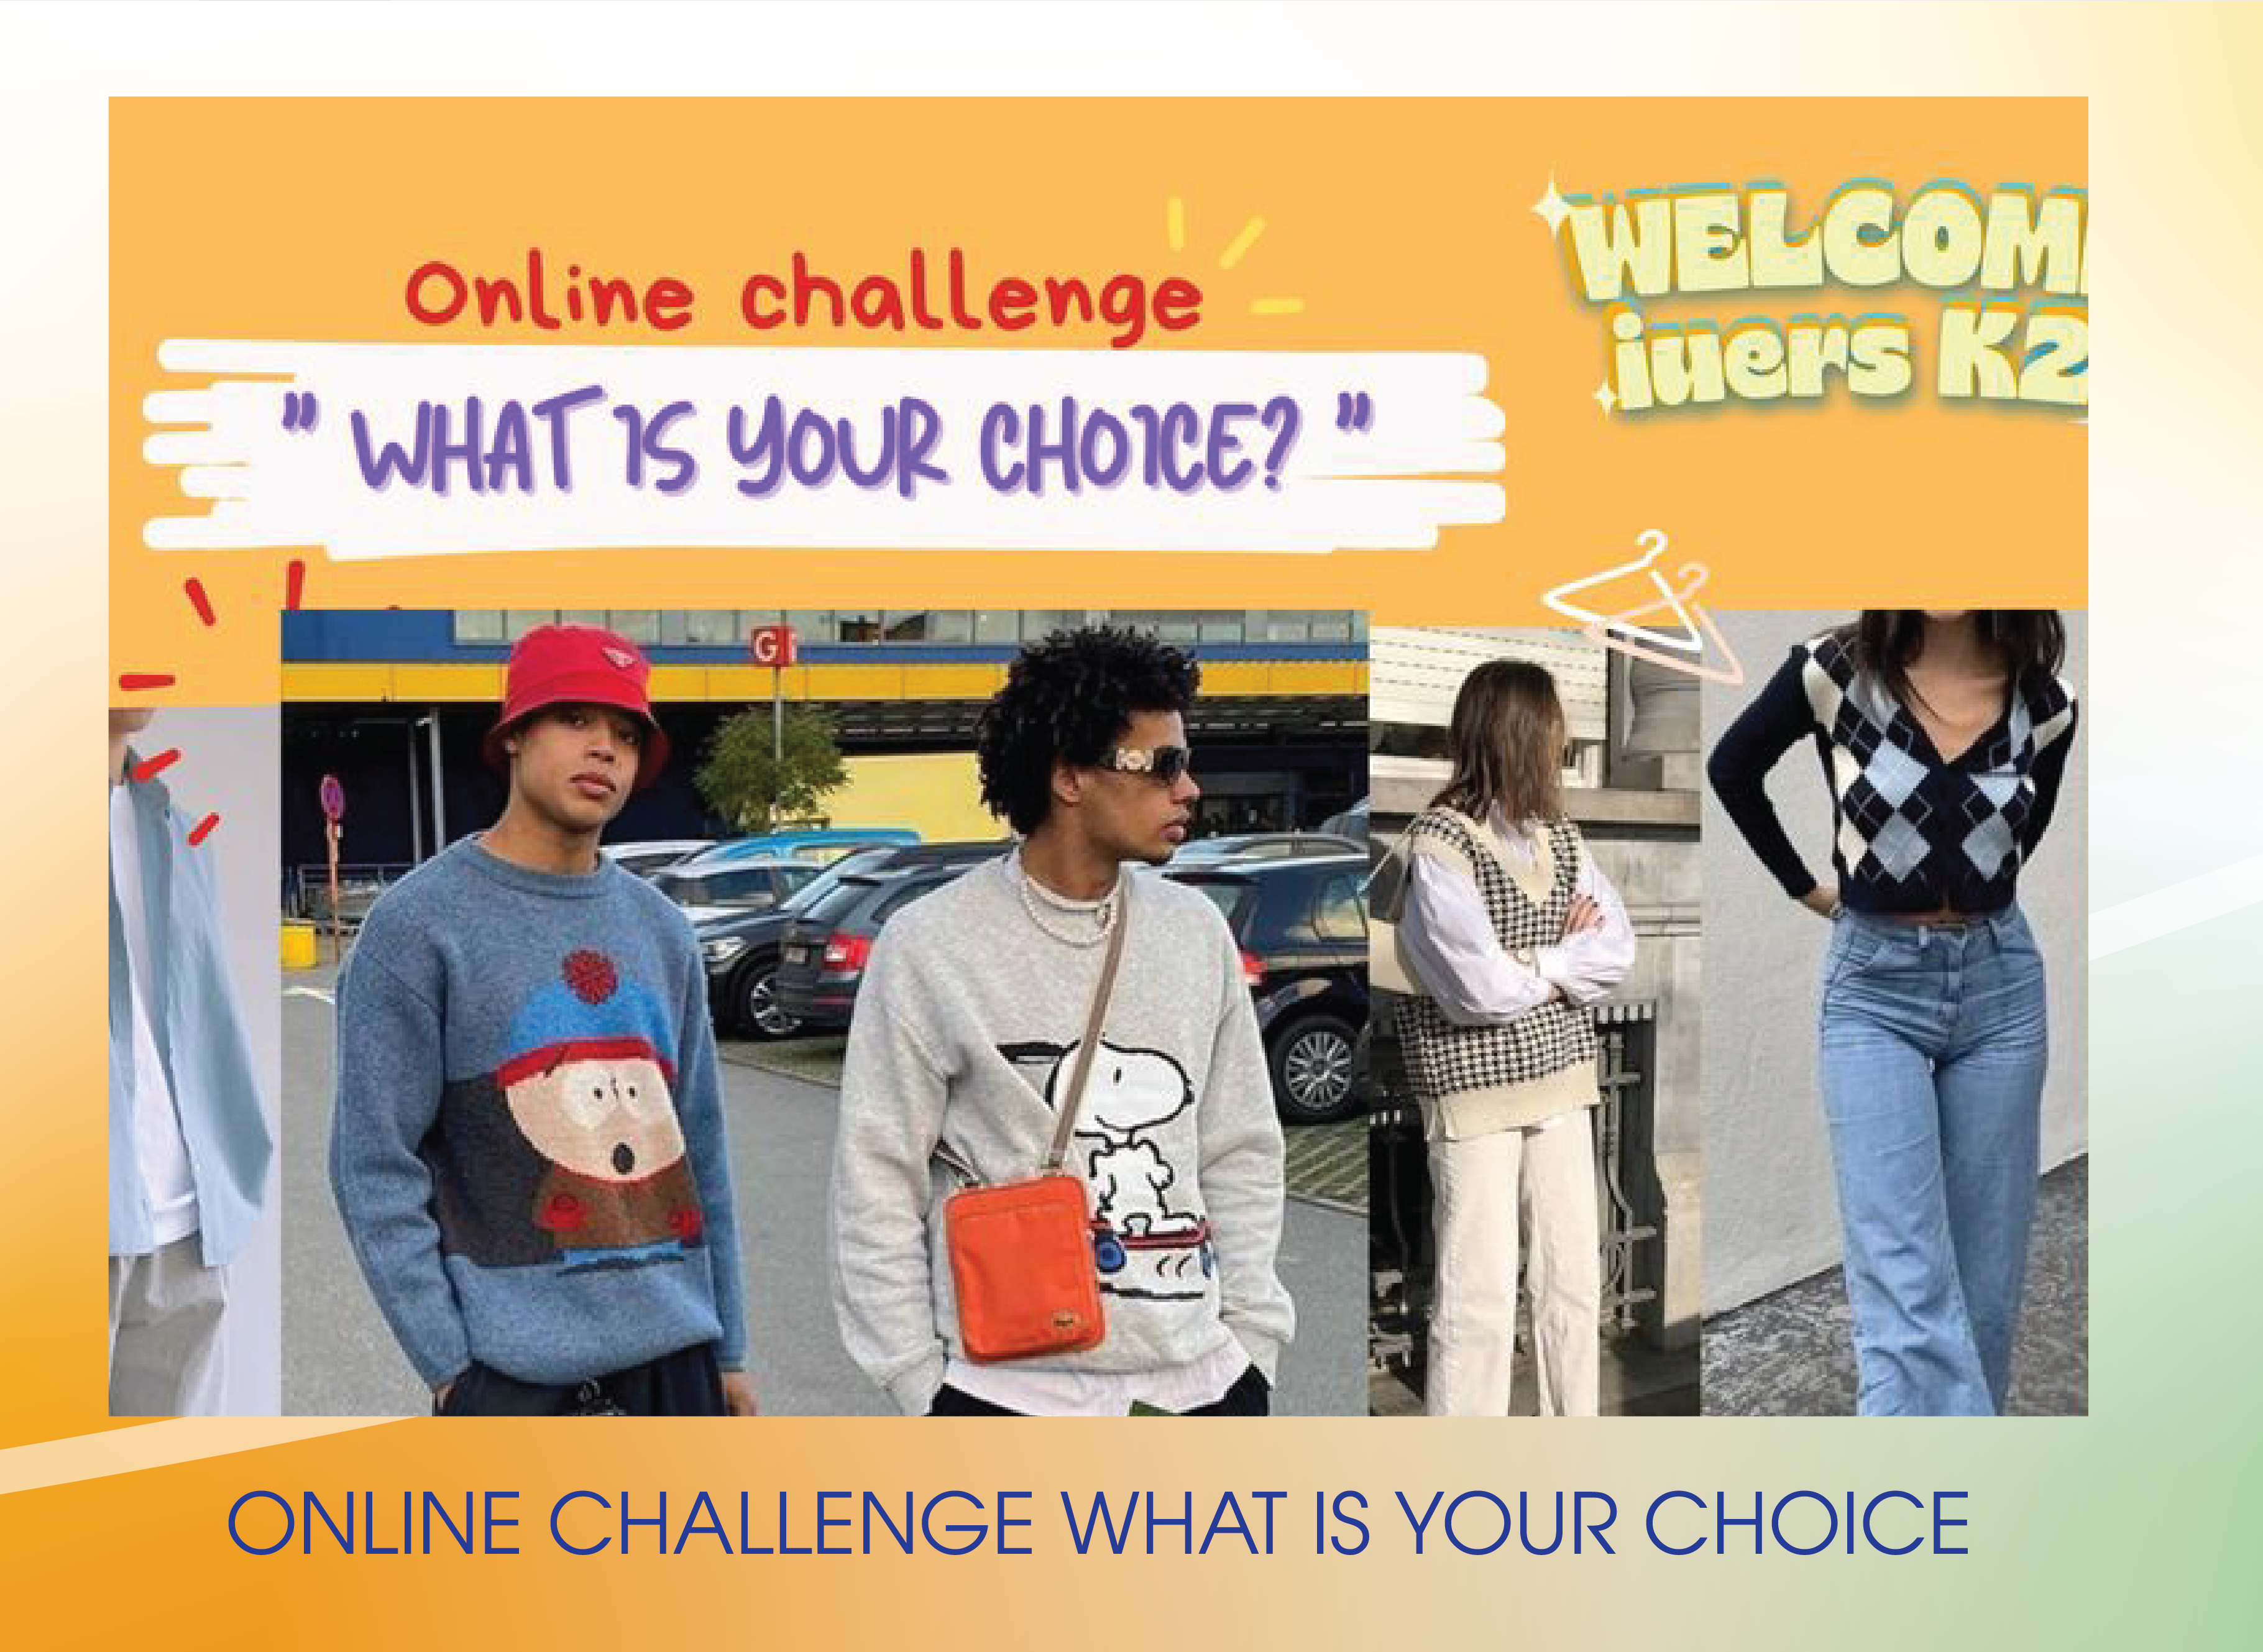 Online challenge
" WHAT IS YOUR CHOICE? "
WELCOM
iuers K2
G
ONLINE CHALLENGE WHAT IS YOUR CHOICE